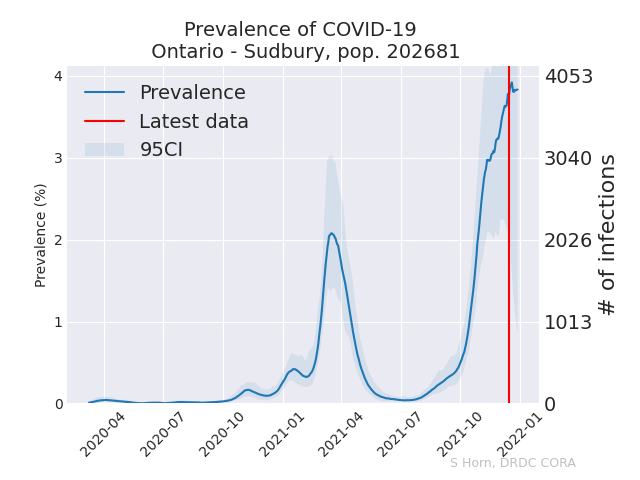 Prevalence of COVID-19
Ontario - Sudbury, pop. 202681
Prevalence
Latest data
95CI
Prevalence (%)
4
3
2
1
0
4053
3040
2026
1013
0
# of infections
2020-04
2020-07
2020-10
2021-01
2021-04
2021-07
2021-10
2022-01
S Horn, DRDC CORA